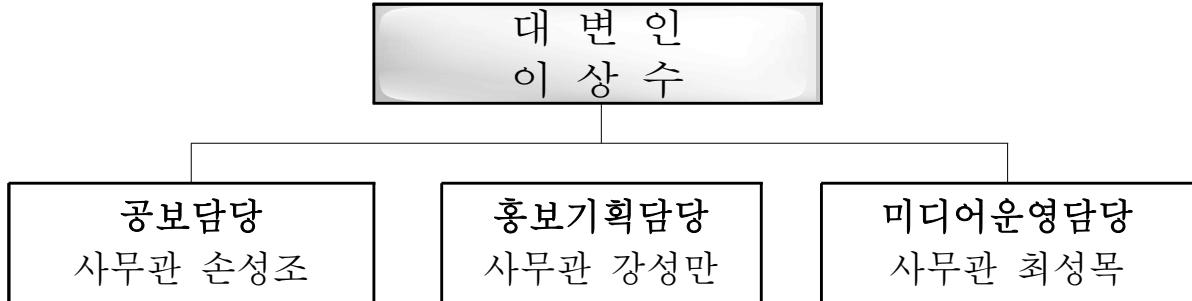 대 변 인
이 상 수
공보담당
사무관 손성조
홍보기획담당
사무관 강성만
미디어운영담당
사무관 최성목